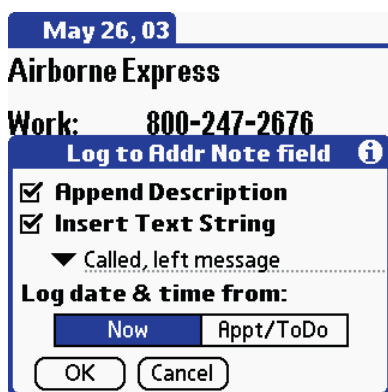 May 26, 03
Airborne Express
Work: 800-247-2676
Log to Addr Note field i
Append Description
Insert Text String
Called, left message
Log date & time from:
Now Appt/ToDo
OK Cancel